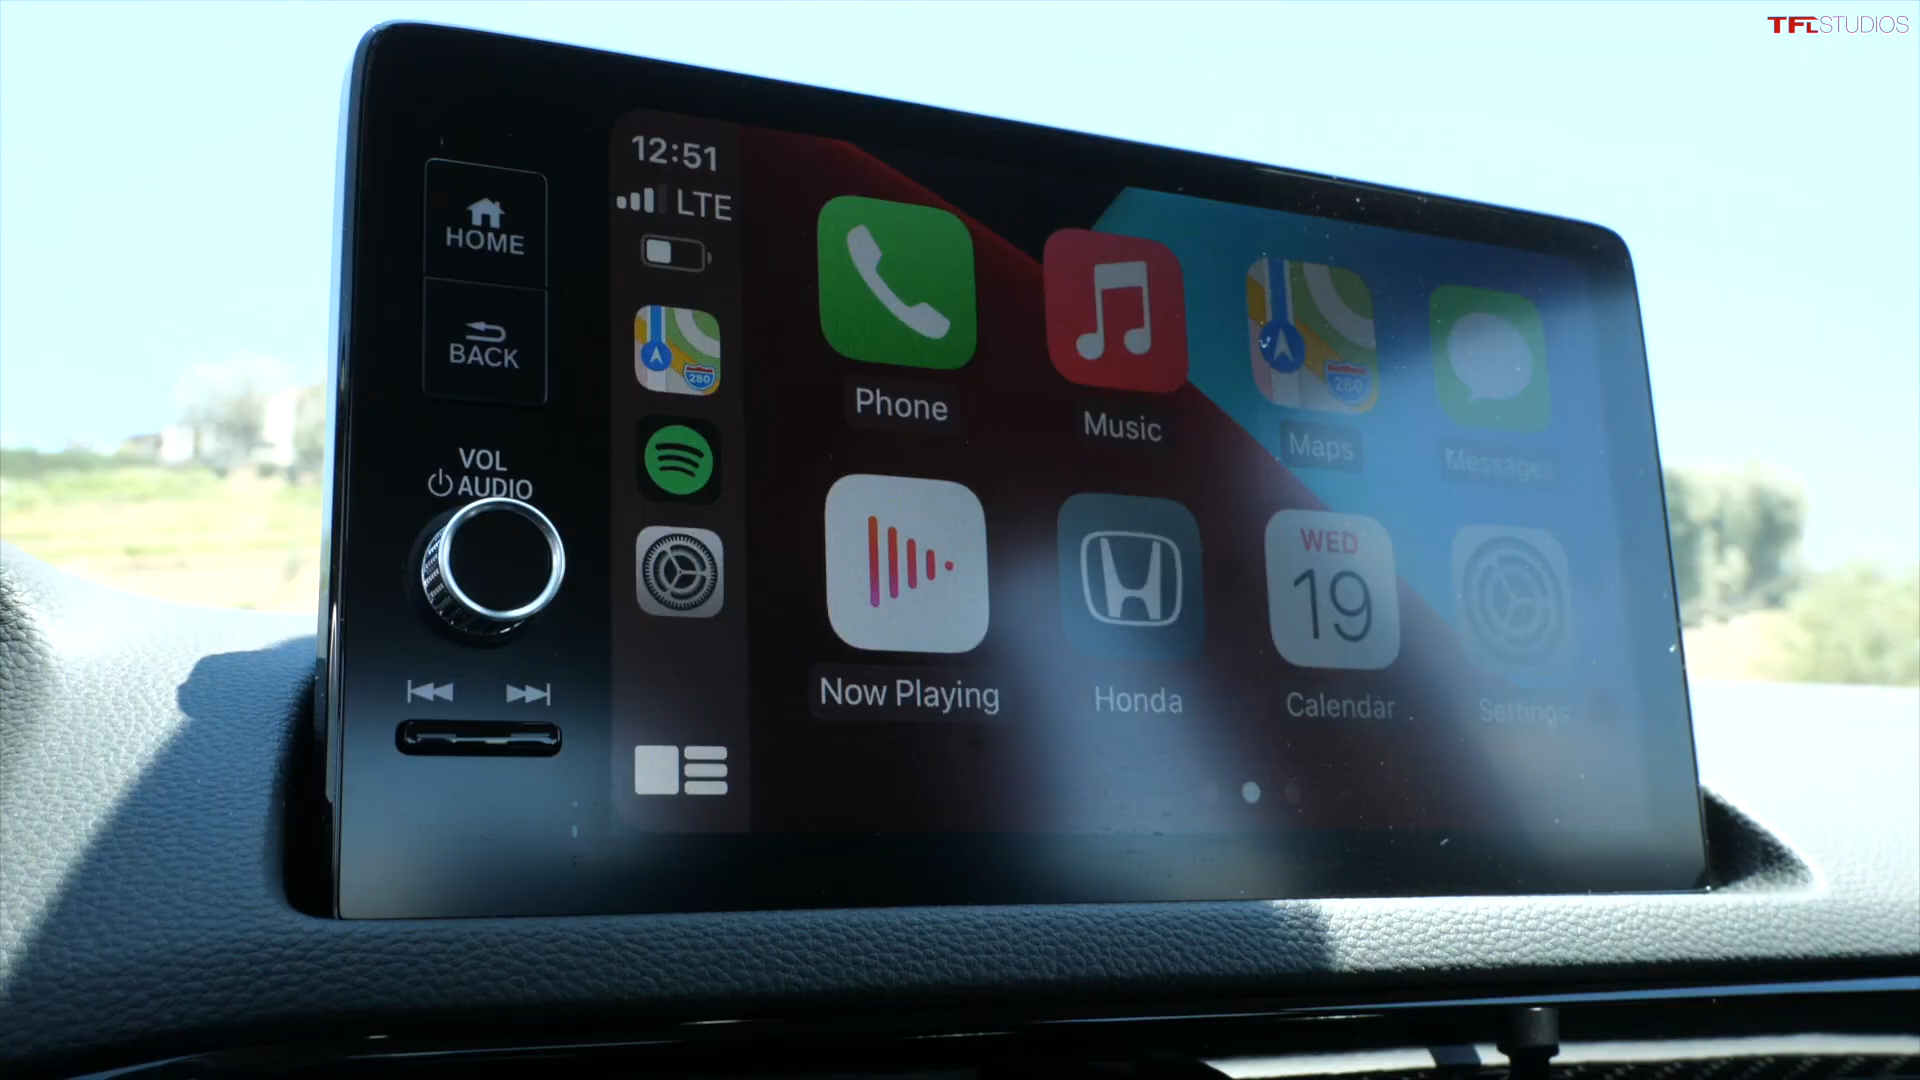 TFLSTUDIOS
12:51
LTE
HOME
BACK
VOL
AUDIO
280
Phone
Music
280
Maps
Messages
WED
19
Now Playing
Honda
Calendar
Settings